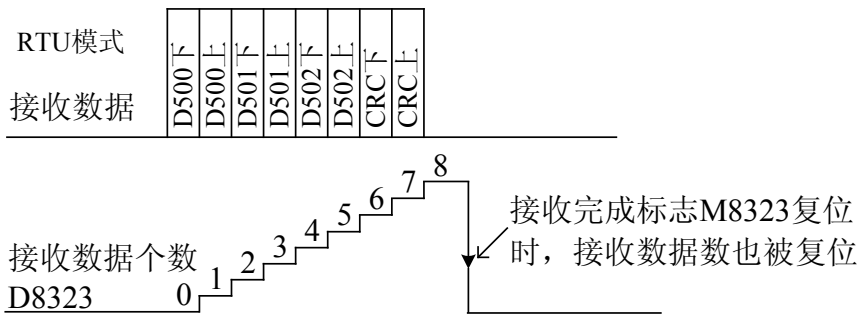 RTU模式
接收数据
D500下
D500上
D501下
D501上
D502下
D502上
CRC下
CRC上
接收数据个数
D8323
0
1
2
3
4
5
6
7
8
接收完成标志M8323复位
时，接收数据数也被复位